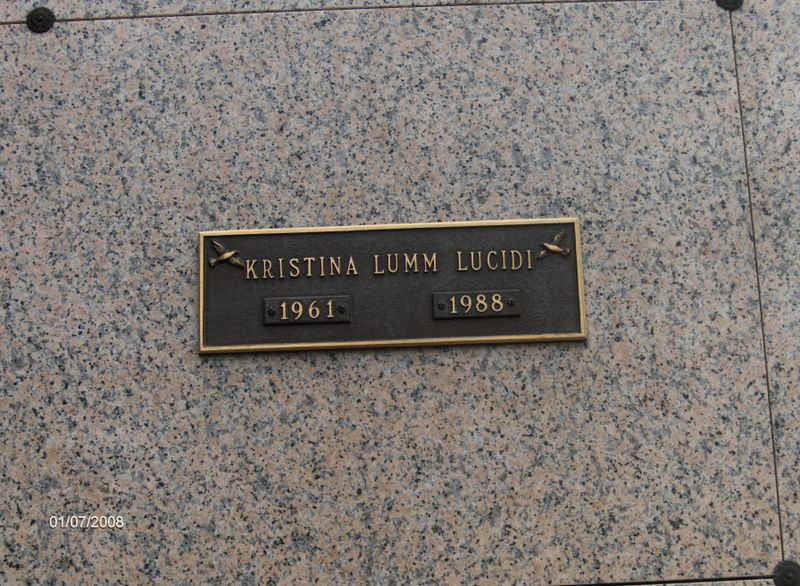 KRISTINA LUMM LUCIDI
1961 1988
01/07/2008